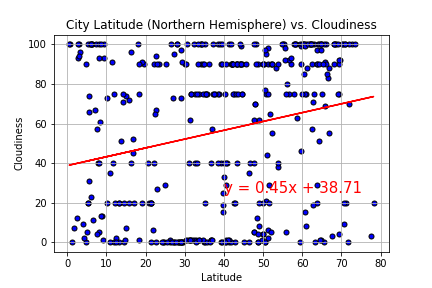 City Latitude (Northern Hemisphere) vs. Cloudiness
100
80
60
40
20
0
Cloudiness
y = 0.45x + 38.71
0 10 20 30 40 50 60 70 80
Latitude